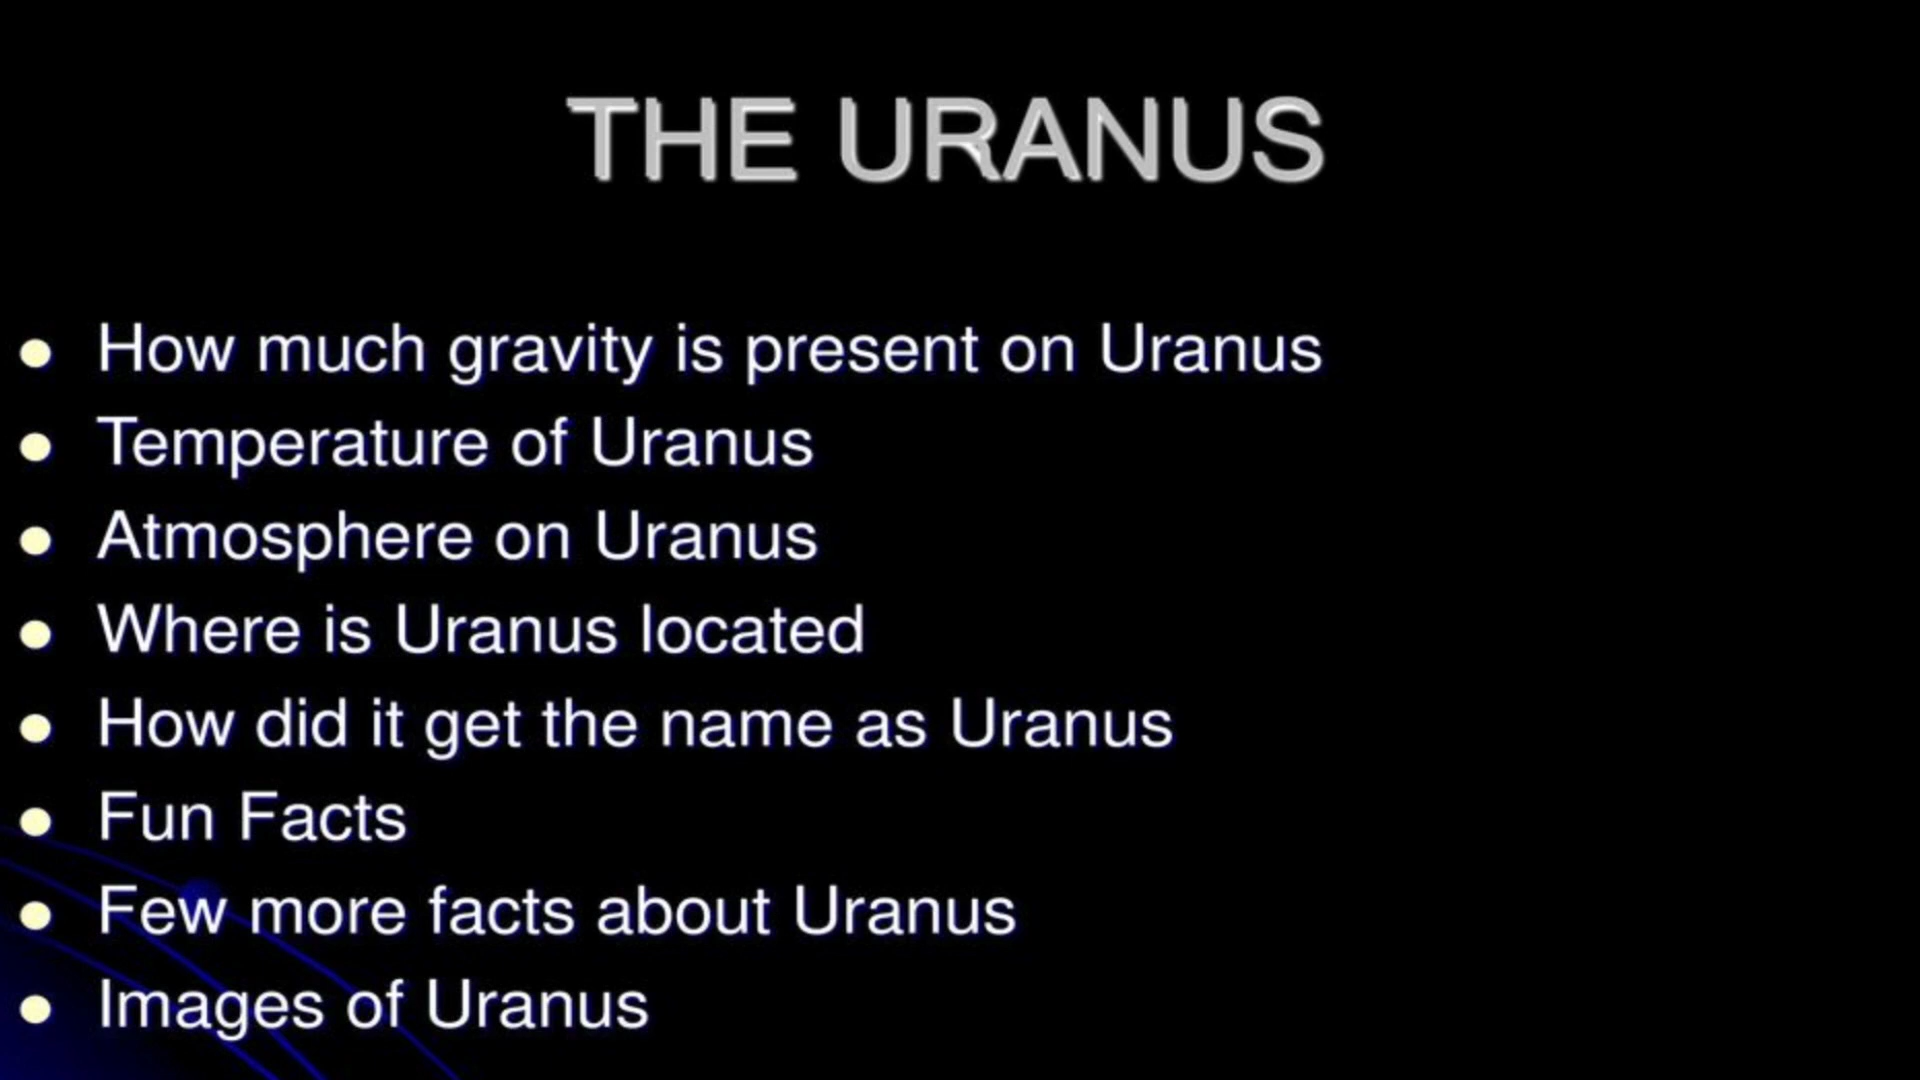 THE URANUS
● How much gravity is present on Uranus
● Temperature of Uranus
● Atmosphere on Uranus
● Where is Uranus located
● How did it get the name as Uranus
● Fun Facts
● Few more facts about Uranus
● Images of Uranus